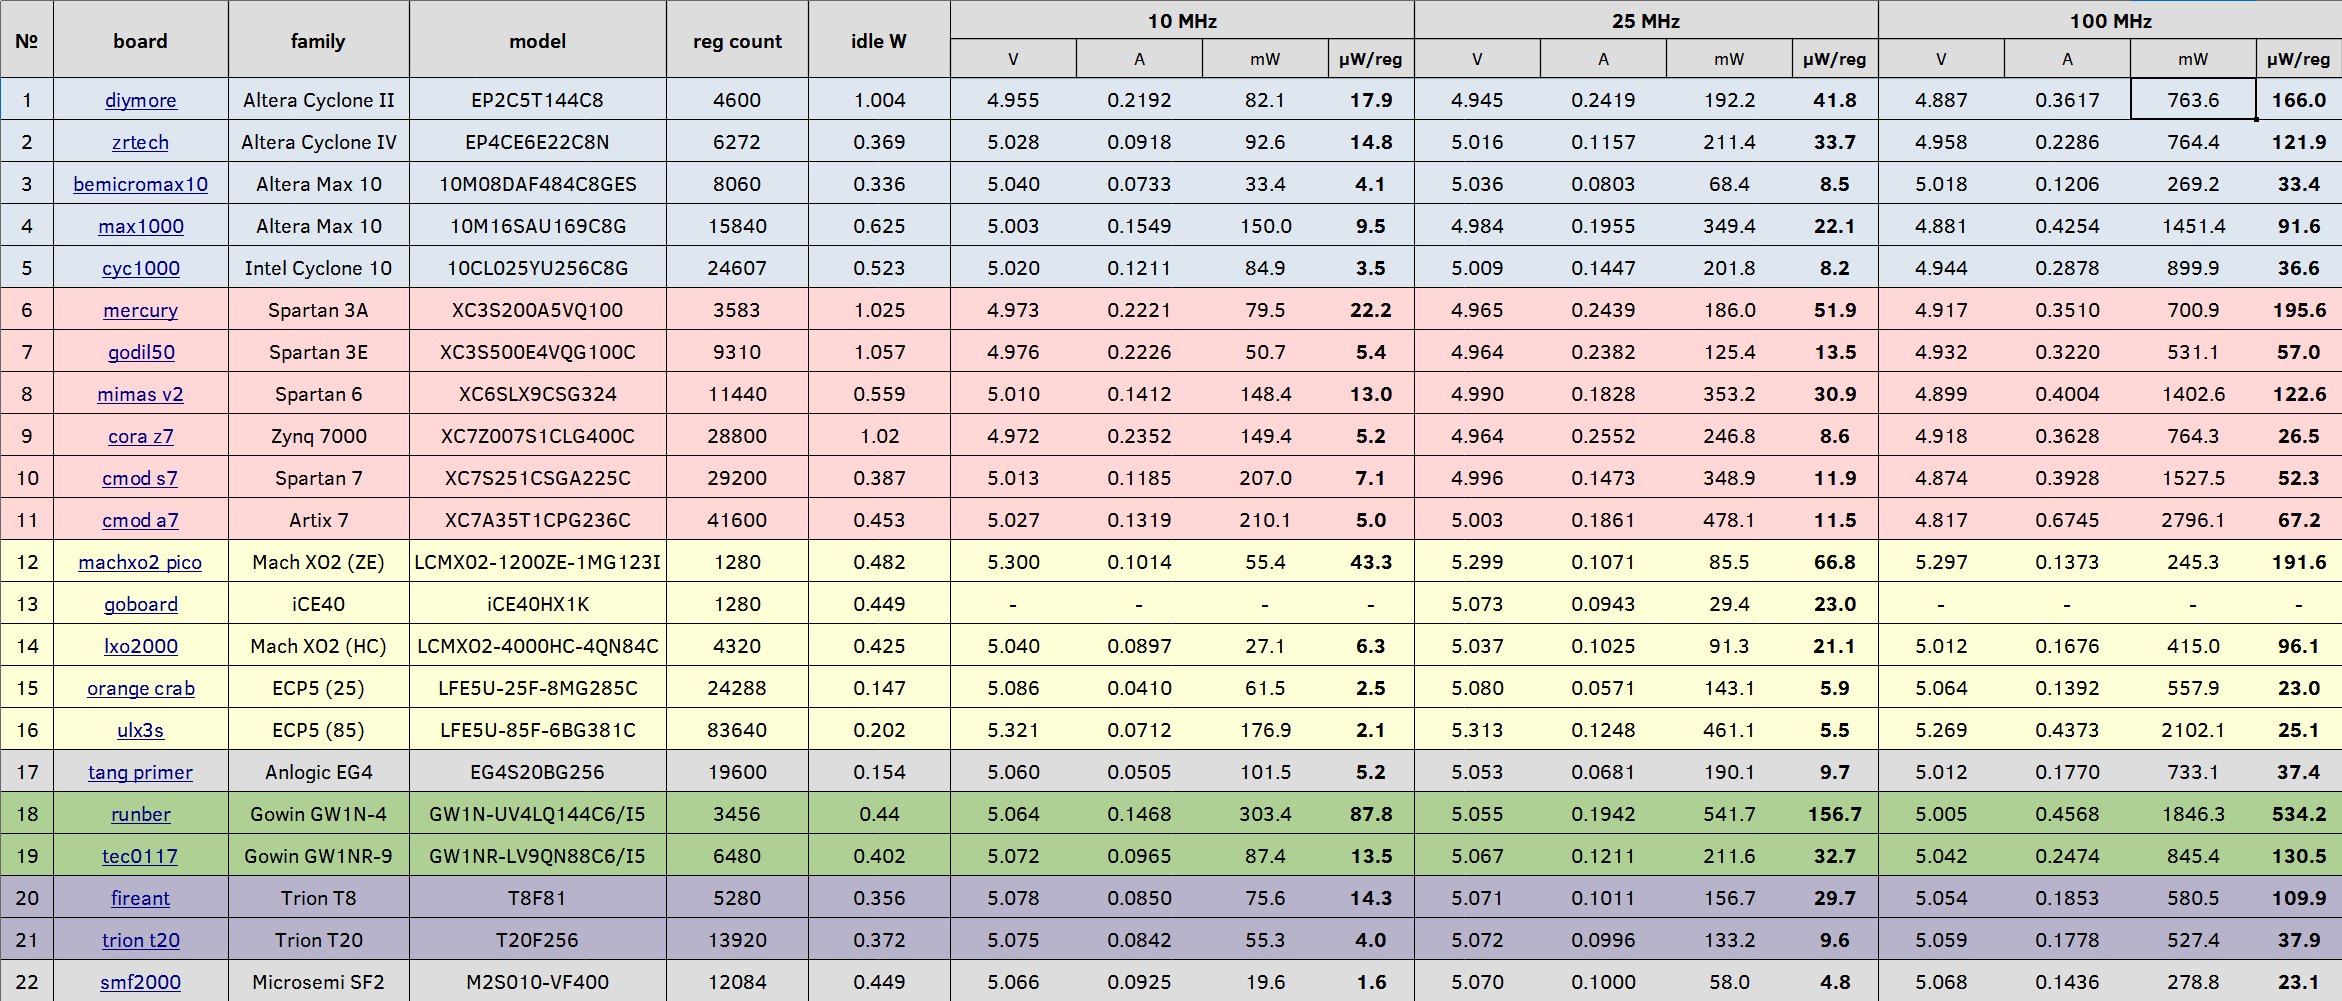 № board family model reg count idle W 10 MHz 25 MHz 100 MHz
V A mW µW/reg V A mW µW/reg V A mW µW/reg
1 diymore Altera Cyclone II EP2C5T144C8 4600 1.004 4.955 0.2192 82.1 17.9 4.945 0.2419 192.2 41.8 4.887 0.3617 763.6 166.0
2 zrtech Altera Cyclone IV EP4CE6E22C8N 6272 0.369 5.028 0.0918 92.6 14.8 5.016 0.1157 211.4 33.7 4.958 0.2286 764.4 121.9
3 bemicromax10 Altera Max 10 10M08DAF484C8GES 8060 0.336 5.040 0.0733 33.4 4.1 5.036 0.0803 68.4 8.5 5.018 0.1206 269.2 33.4
4 max1000 Altera Max 10 10M16SAU169C8G 15840 0.625 5.003 0.1549 150.0 9.5 4.984 0.1955 349.4 22.1 4.881 0.4254 1451.4 91.6
5 cyc1000 Intel Cyclone 10 10CL025YU256C8G 24607 0.523 5.020 0.1211 84.9 3.5 5.009 0.1447 201.8 8.2 4.944 0.2878 899.9 36.6
6 mercury Spartan 3A XC3S200A5VQ100 3583 1.025 4.973 0.2221 79.5 22.2 4.965 0.2439 186.0 51.9 4.917 0.3510 700.9 195.6
7 godil50 Spartan 3E XC3S500E4VQG100C 9310 1.057 4.976 0.2226 50.7 5.4 4.964 0.2382 125.4 13.5 4.932 0.3220 531.1 57.0
8 mimas v2 Spartan 6 XC6SLX9CSG324 11440 0.559 5.010 0.1412 148.4 13.0 4.990 0.1828 353.2 30.9 4.899 0.4004 1402.6 122.6
9 cora z7 Zynq 7000 XC7Z007S1CLG400C 28800 1.02 4.972 0.2352 149.4 5.2 4.964 0.2552 246.8 8.6 4.918 0.3628 764.3 26.5
10 cmod s7 Spartan 7 XC7S251CSGA225C 29200 0.387 5.013 0.1185 207.0 7.1 4.996 0.1473 348.9 11.9 4.874 0.3928 1527.5 52.3
11 cmod a7 Artix 7 XC7A35T1CPG236C 41600 0.453 5.027 0.1319 210.1 5.0 5.003 0.1861 478.1 11.5 4.817 0.6745 2796.1 67.2
12 machxo2 pico Mach XO2 (ZE) LCMXO2-1200ZE-1MG123I 1280 0.482 5.300 0.1014 55.4 43.3 5.299 0.1071 85.5 66.8 5.297 0.1373 245.3 191.6
13 goboard iCE40 iCE40HX1K 1280 0.449 - - - - 5.073 0.0943 29.4 23.0 - - - -
14 lxo2000 Mach XO2 (HC) LCMXO2-4000HC-4QN84C 4320 0.425 5.040 0.0897 27.1 6.3 5.037 0.1025 91.3 21.1 5.012 0.1676 415.0 96.1
15 orange crab ECP5 (25) LFE5U-25F-8MG285C 24288 0.147 5.086 0.0410 61.5 2.5 5.080 0.0571 143.1 5.9 5.064 0.1392 557.9 23.0
16 ulx3s ECP5 (85) LFE5U-85F-6BG381C 83640 0.202 5.321 0.0712 176.9 2.1 5.313 0.1248 461.1 5.5 5.269 0.4373 2102.1 25.1
17 tang primer Anlogic EG4 EG4S20BG256 19600 0.154 5.060 0.0505 101.5 5.2 5.053 0.0681 190.1 9.7 5.012 0.1770 733.1 37.4
18 runber Gowin GW1N-4 GW1N-UV4LQ144C6/I5 3456 0.44 5.064 0.1468 303.4 87.8 5.055 0.1942 541.7 156.7 5.005 0.4568 1846.3 534.2
19 tec0117 Gowin GW1NR-9 GW1NR-LV9QN88C6/I5 6480 0.402 5.072 0.0965 87.4 13.5 5.067 0.1211 211.6 32.7 5.042 0.2474 845.4 130.5
20 fireant Trion T8 T8F81 5280 0.356 5.078 0.0850 75.6 14.3 5.071 0.1011 156.7 29.7 5.054 0.1853 580.5 109.9
21 trion t20 Trion T20 T20F256 13920 0.372 5.075 0.0842 55.3 4.0 5.072 0.0996 133.2 9.6 5.059 0.1778 527.4 37.9
22 smf2000 Microsemi SF2 M2S010-VF400 12084 0.449 5.066 0.0925 19.6 1.6 5.070 0.1000 58.0 4.8 5.068 0.1436 278.8 23.1